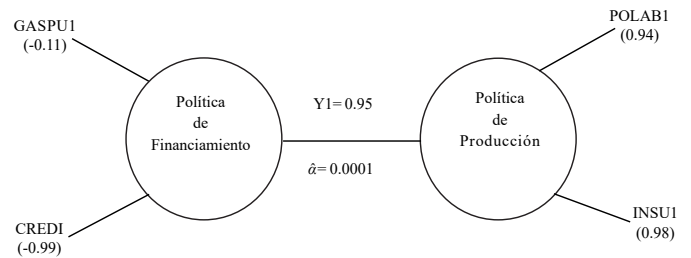 GASPU1
(-0.11)
POLAB1
(0.94)
Política
de
Financiamiento
Y1= 0.95
α̂= 0.0001
Política
de
Producción
CREDI
(-0.99)
INSU1
(0.98)